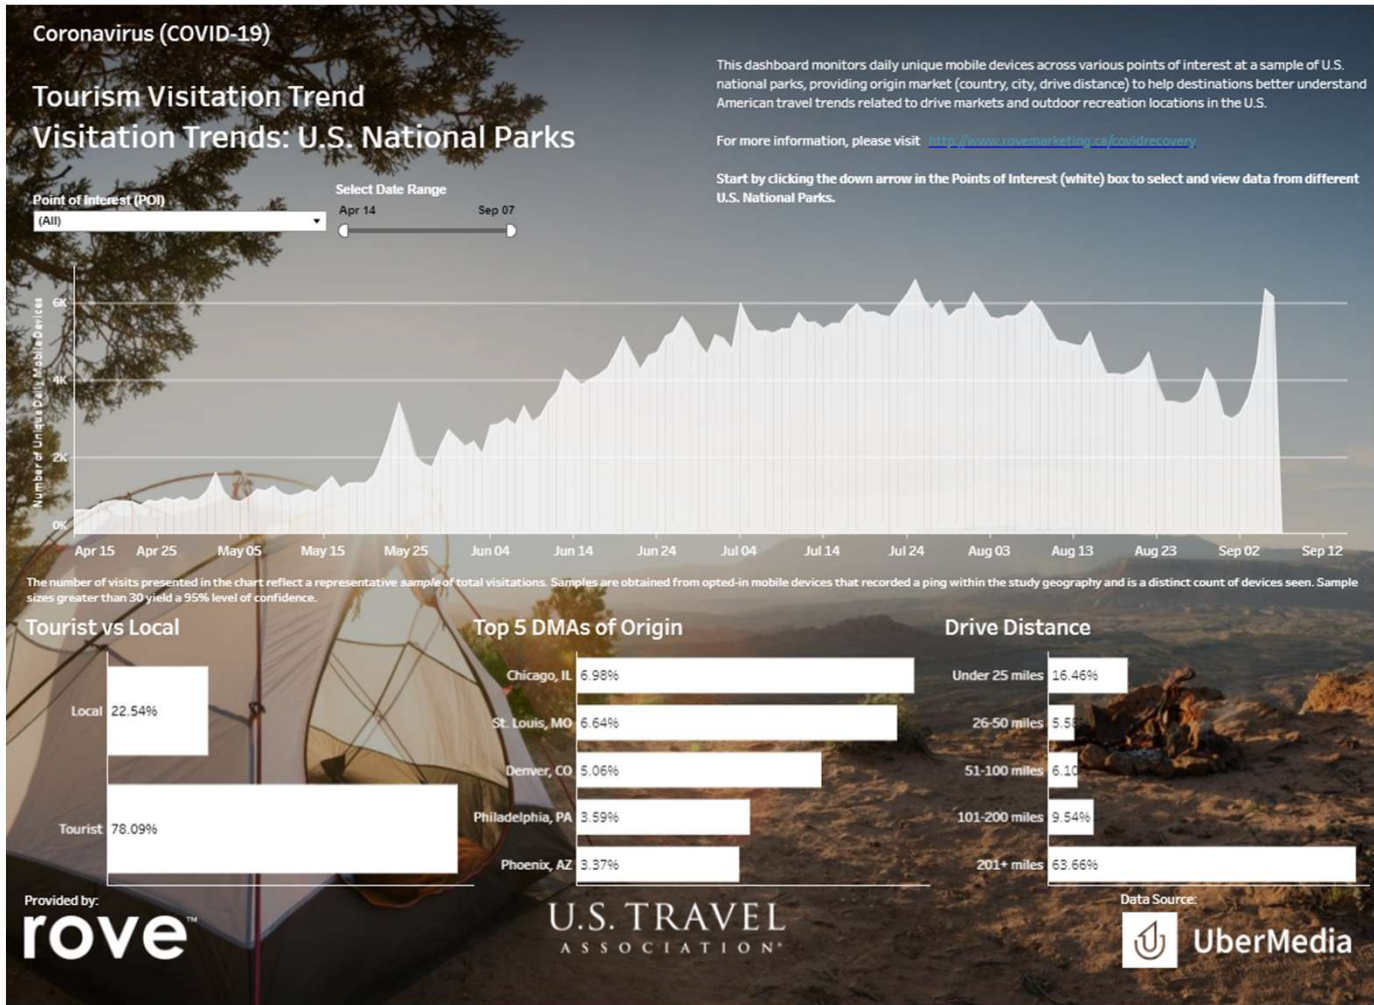 Coronavirus (COVID-19)
Tourism Visitation Trend
Visitation Trends: U.S. National Parks
This dashboard monitors daily unique mobile devices across various points of interest at a sample of U.S.
national parks, providing origin market (country, city, drive distance) to help destinations better understand
American travel trends related to drive markets and outdoor recreation locations in the U.S.
For more information, please visit http://www.rovemarketing.ca/covidrecovery
Start by clicking the down arrow in the Points of Interest (white) box to select and view data from different
U.S. National Parks.
Point of Interest (POI)
(All)
Select Date Range
Apr 14 Sep 07
Number of Unique Daily Mobile Devices
6K
4K
2K
0K
Apr 15 Apr 25 May 05 May 15 May 25 Jun 04 Jun 14 Jun 24 Jul 04 Jul 14 Jul 24 Aug 03 Aug 13 Aug 23 Sep 02 Sep 12
The number of visits presented in the chart reflect a representative sample of total visitations. Samples are obtained from opted-in mobile devices that recorded a ping within the study geography and is a distinct count of devices seen. Sample
sizes greater than 30 yield a 95% level of confidence.
Tourist vs Local
Local 22.54%
Tourist 78.09%
Top 5 DMAs of Origin
Chicago, IL 6.98%
St. Louis, MO 6.64%
Denver, CO 5.06%
Philadelphia, PA 3.59%
Phoenix, AZ 3.37%
Drive Distance
Under 25 miles 16.46%
26-50 miles 5.5
51-100 miles 6.10
101-200 miles 9.54%
201+ miles 63.66%
Provided by:
rove™
U.S. TRAVEL
ASSOCIATION®
Data Source:
UberMedia